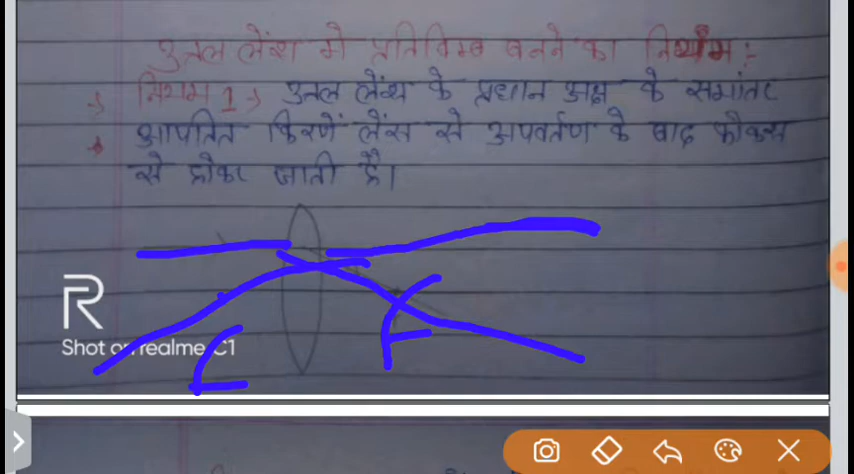 उत्तल लेंश में प्रतिबिम्ब बनने का नियम :-
→ नियम 1 → उत्तल लेंस के प्रधान अक्ष के समांतर
→ आपतित किरणें लेंस से अपवर्तण के बाद फोकस
से होकर जाती है।
R
Shot on realme C1
F
F